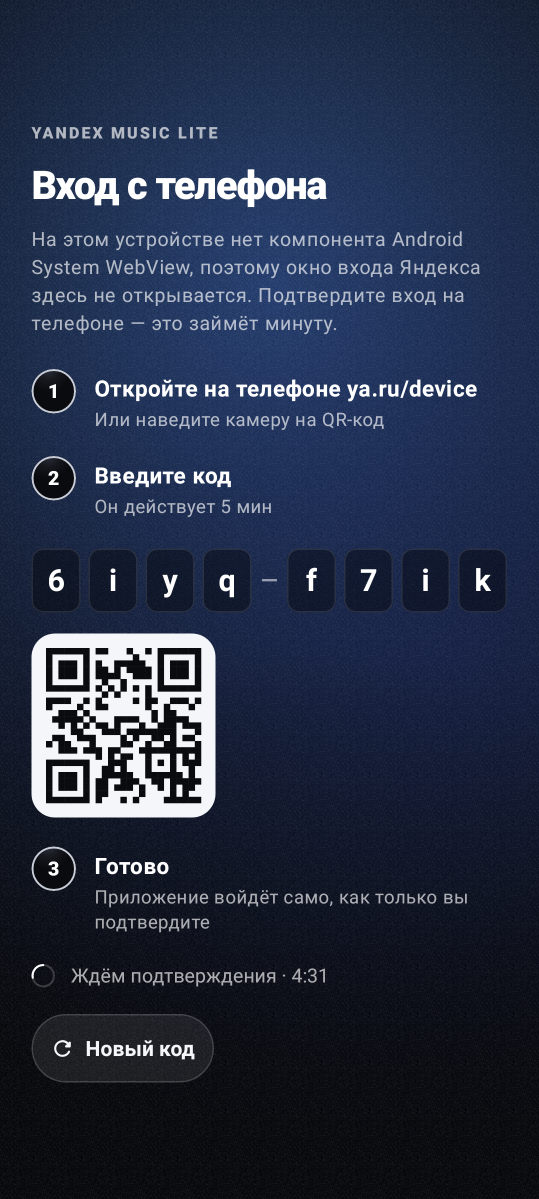 YANDEX MUSIC LITE
Вход с телефона
На этом устройстве нет компонента Android
System WebView, поэтому окно входа Яндекса
здесь не открывается. Подтвердите вход на
телефоне — это займёт минуту.
1
Откройте на телефоне ya.ru/device
Или наведите камеру на QR-код
2
Введите код
Он действует 5 мин
6 i y q – f 7 i k
3
Готово
Приложение войдёт само, как только вы
подтвердите
Ждём подтверждения · 4:31
Новый код